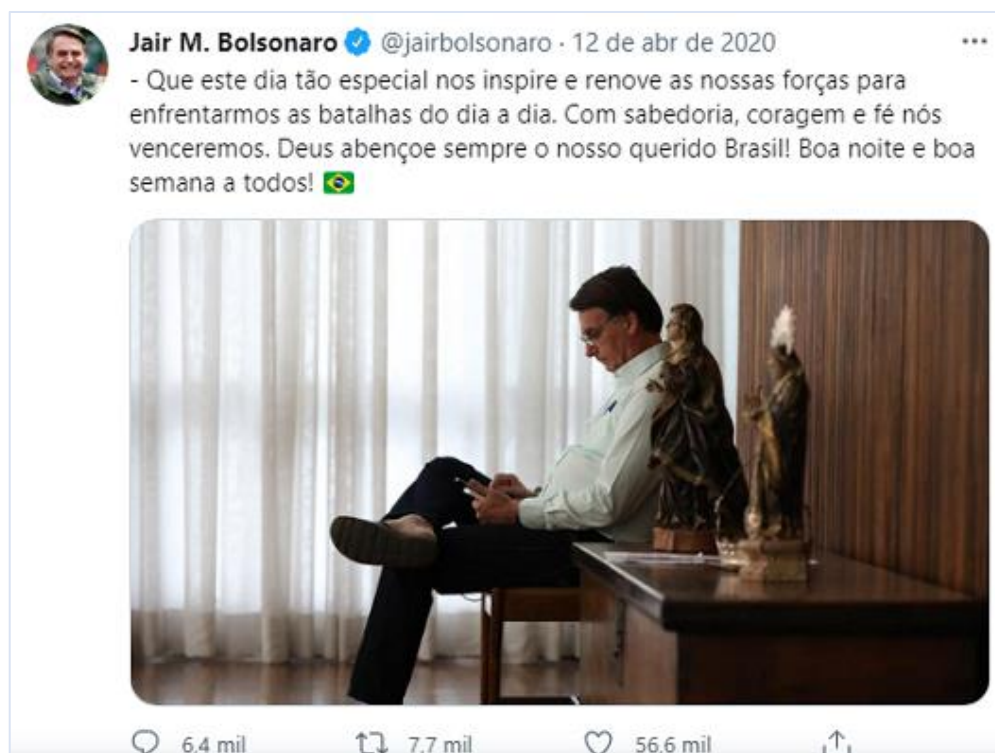 Jair M. Bolsonaro @jairbolsonaro · 12 de abr de 2020
- Que este dia tão especial nos inspire e renove as nossas forças para
enfrentarmos as batalhas do dia a dia. Com sabedoria, coragem e fé nós
venceremos. Deus abençoe sempre o nosso querido Brasil! Boa noite e boa
semana a todos! 🇧🇷
6,4 mil 7,7 mil 56,6 mil